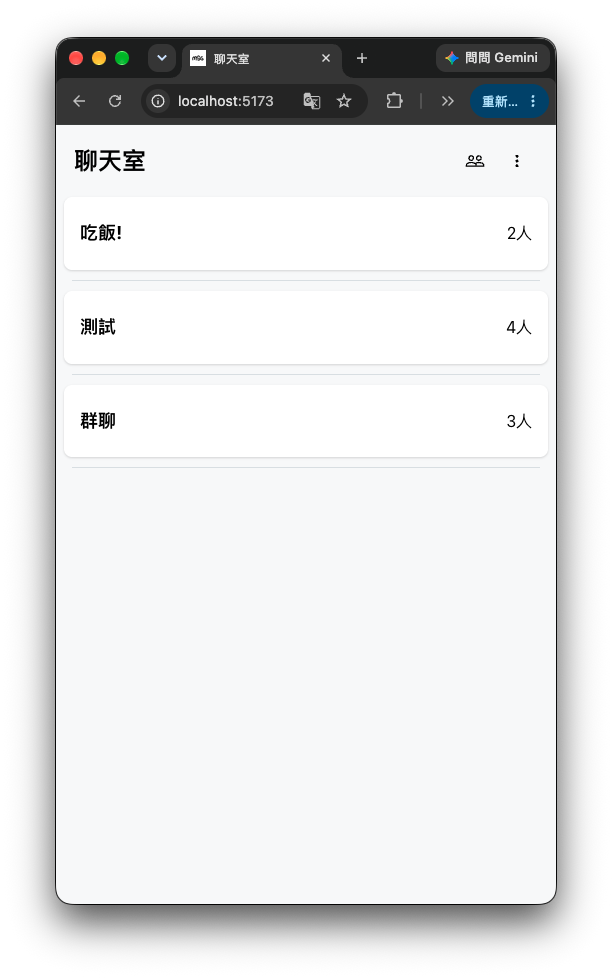 聊天室
問問 Gemini
localhost:5173
重新...
聊天室
吃飯!
2人
測試
4人
群聊
3人